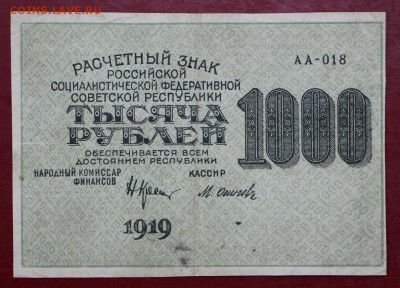 COINS.LAVE.RU
РАСЧЕТНЫЙ ЗНАК
РОССИЙСКОЙ
СОЦИАЛИСТИЧЕСКОЙ ФЕДЕРАТИВНОЙ
СОВЕТСКОЙ РЕСПУБЛИКИ
ТЫСЯЧА
РУБЛЕЙ
ОБЕСПЕЧИВАЕТСЯ ВСЕМ
ДОСТОЯНИЕМ РЕСПУБЛИКИ
НАРОДНЫЙ КОМИССАР
ФИНАНСОВ
КАССИР
1919
АА-018
1000